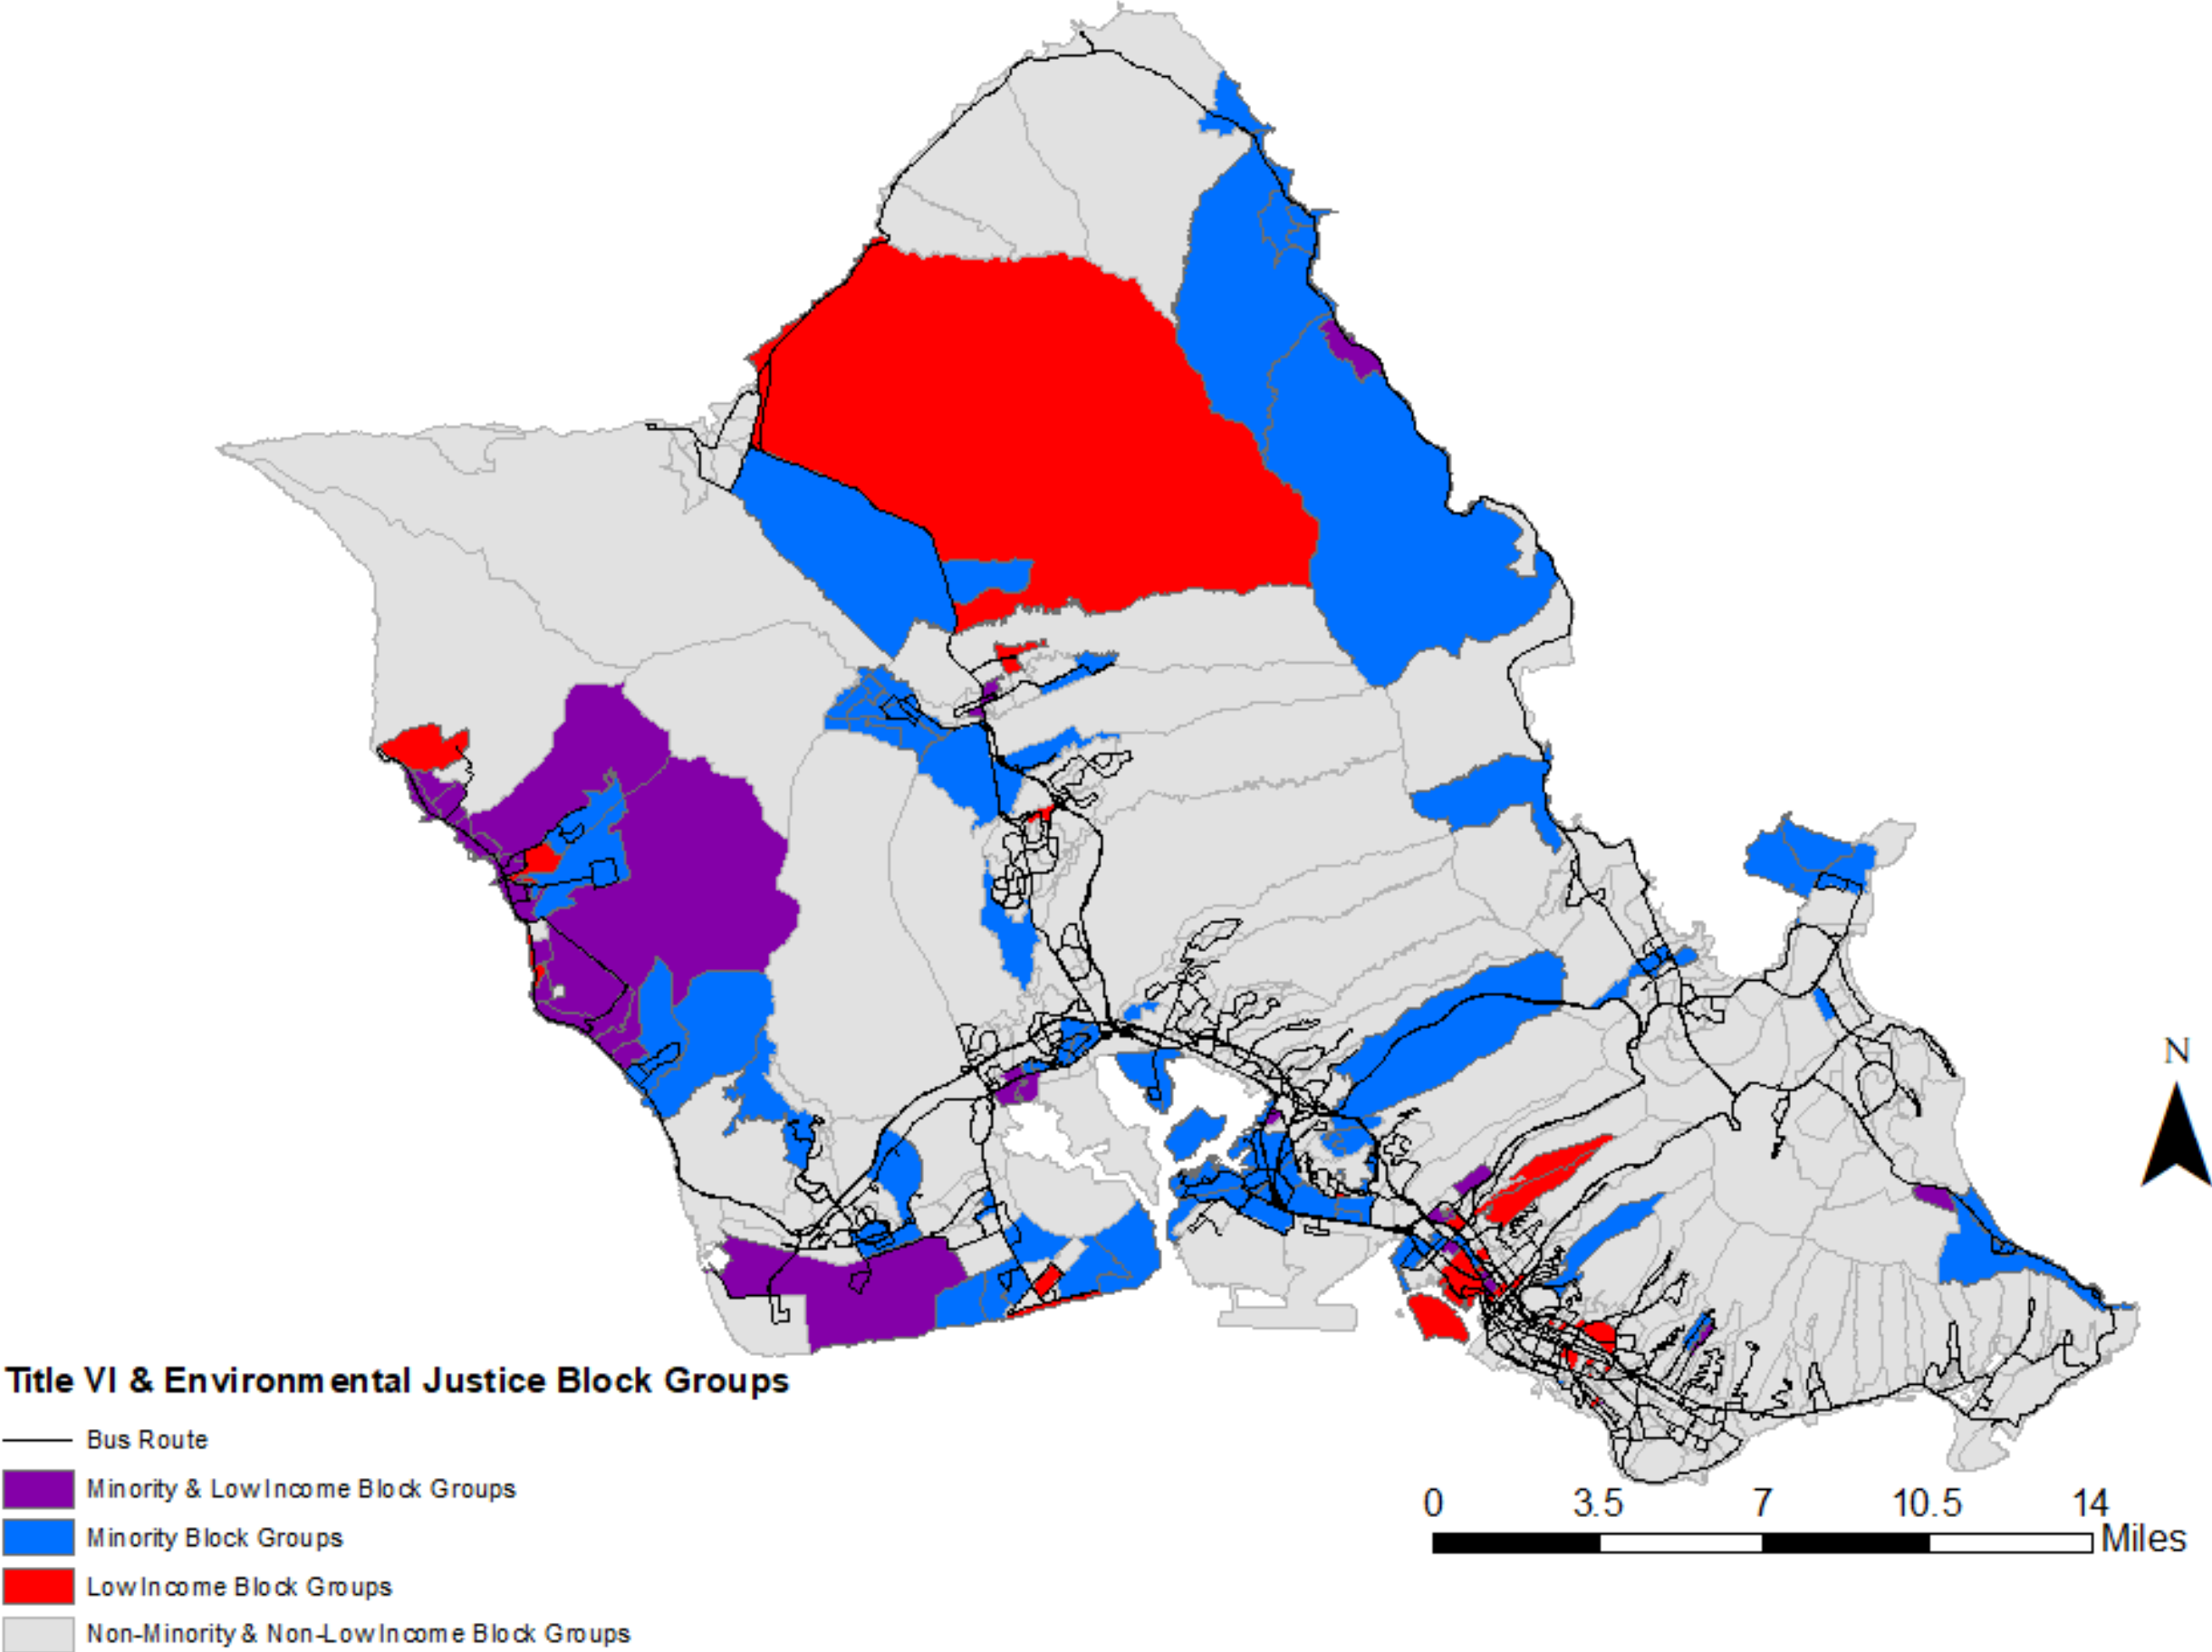 N
Title VI & Environmental Justice Block Groups
Bus Route
Minority & Low Income Block Groups
Minority Block Groups
Low Income Block Groups
Non-Minority & Non-Low Income Block Groups
0 3.5 7 10.5 14
Miles